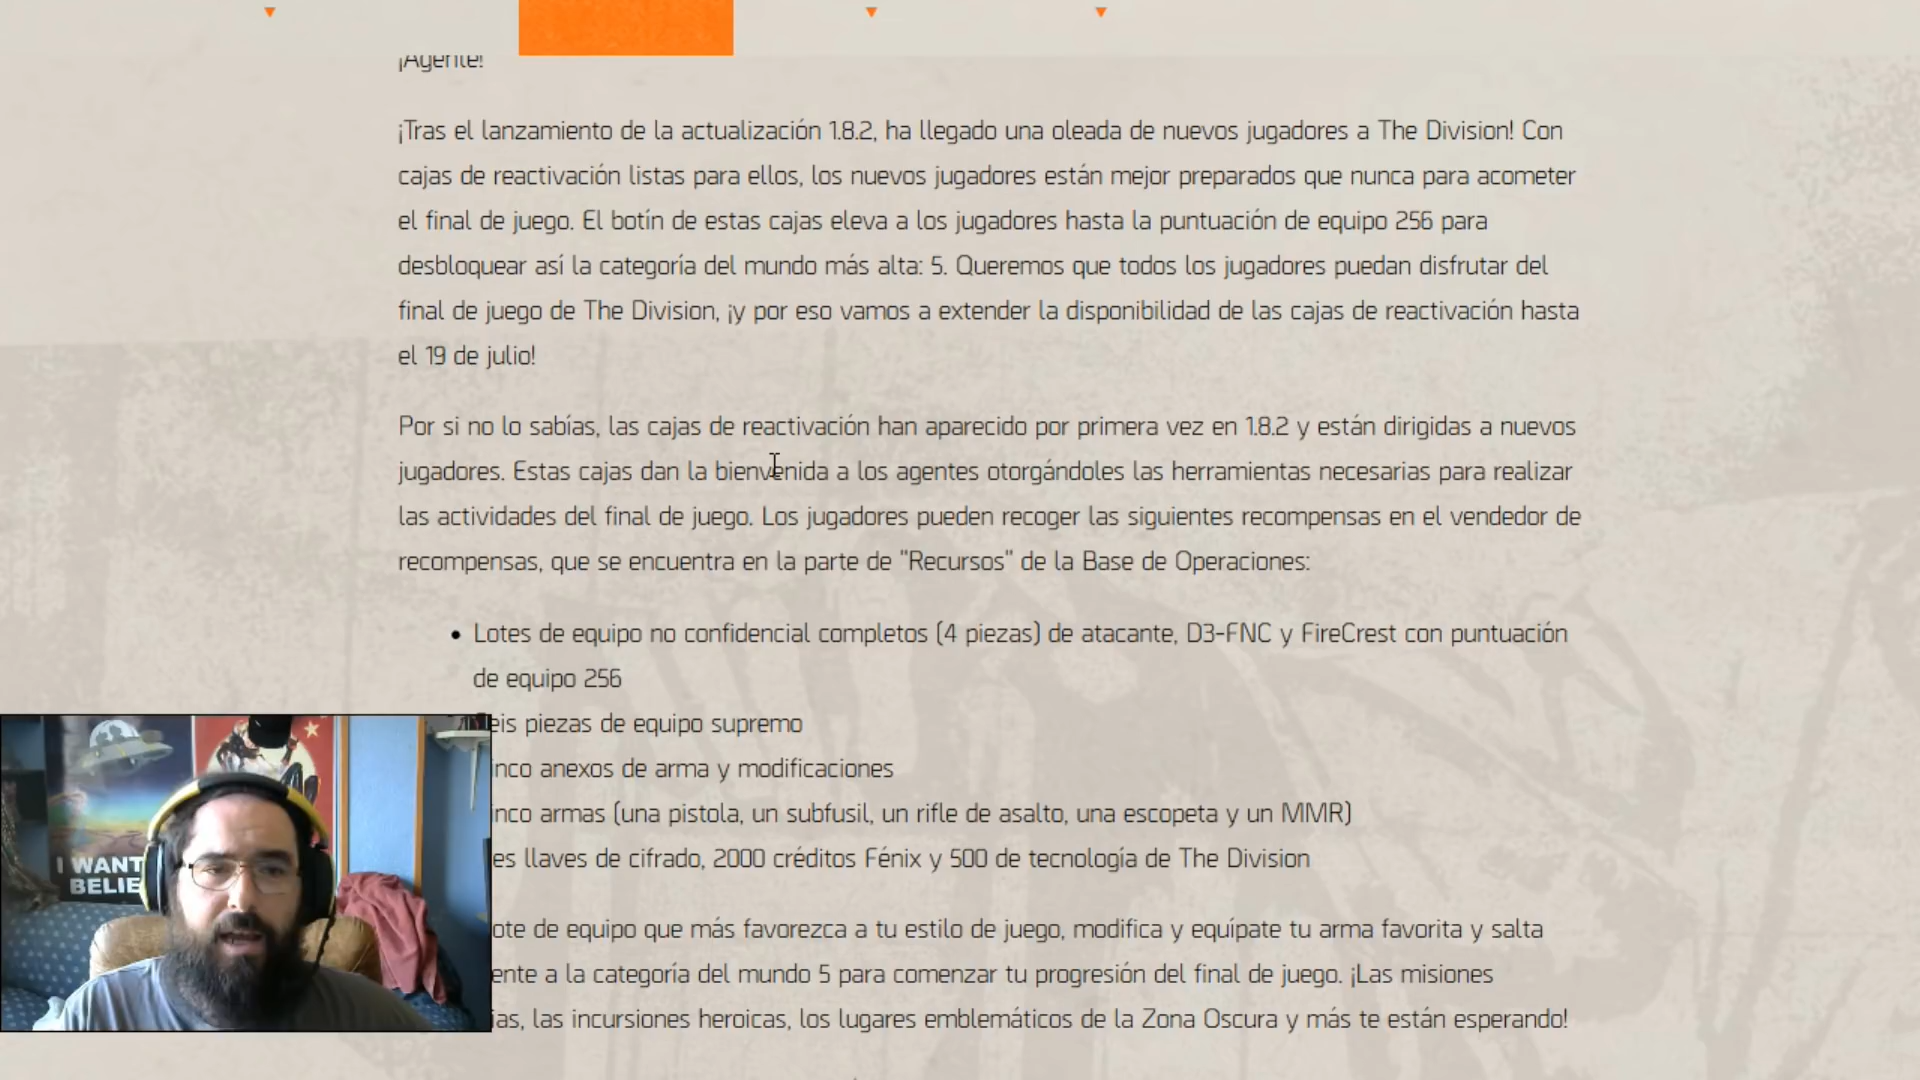 ¡Agente!
¡Tras el lanzamiento de la actualización 1.8.2, ha llegado una oleada de nuevos jugadores a The Division! Con
cajas de reactivación listas para ellos, los nuevos jugadores están mejor preparados que nunca para acometer
el final de juego. El botín de estas cajas eleva a los jugadores hasta la puntuación de equipo 256 para
desbloquear así la categoría del mundo más alta: 5. Queremos que todos los jugadores puedan disfrutar del
final de juego de The Division, ¡y por eso vamos a extender la disponibilidad de las cajas de reactivación hasta
el 19 de julio!
Por si no lo sabías, las cajas de reactivación han aparecido por primera vez en 1.8.2 y están dirigidas a nuevos
jugadores. Estas cajas dan la bienvenida a los agentes otorgándoles las herramientas necesarias para realizar
las actividades del final de juego. Los jugadores pueden recoger las siguientes recompensas en el vendedor de
recompensas, que se encuentra en la parte de "Recursos" de la Base de Operaciones:
• Lotes de equipo no confidencial completos (4 piezas) de atacante, D3-FNC y FireCrest con puntuación
de equipo 256
eis piezas de equipo supremo
inco anexos de arma y modificaciones
inco armas (una pistola, un subfusil, un rifle de asalto, una escopeta y un MMR)
es llaves de cifrado, 2000 créditos Fénix y 500 de tecnología de The Division
ote de equipo que más favorezca a tu estilo de juego, modifica y equípate tu arma favorita y salta
ente a la categoría del mundo 5 para comenzar tu progresión del final de juego. ¡Las misiones
ias, las incursiones heroicas, los lugares emblemáticos de la Zona Oscura y más te están esperando!
I WANT
BELIE